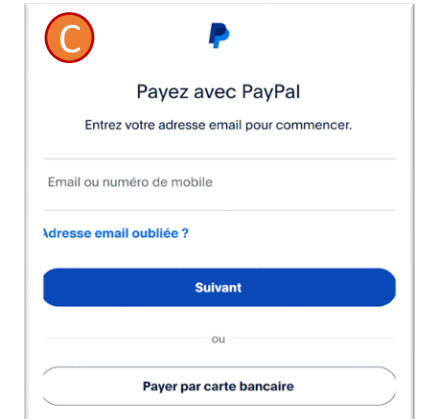 C
Payez avec PayPal
Entrez votre adresse email pour commencer.
Email ou numéro de mobile
Adresse email oubliée ?
Suivant
ou
Payer par carte bancaire